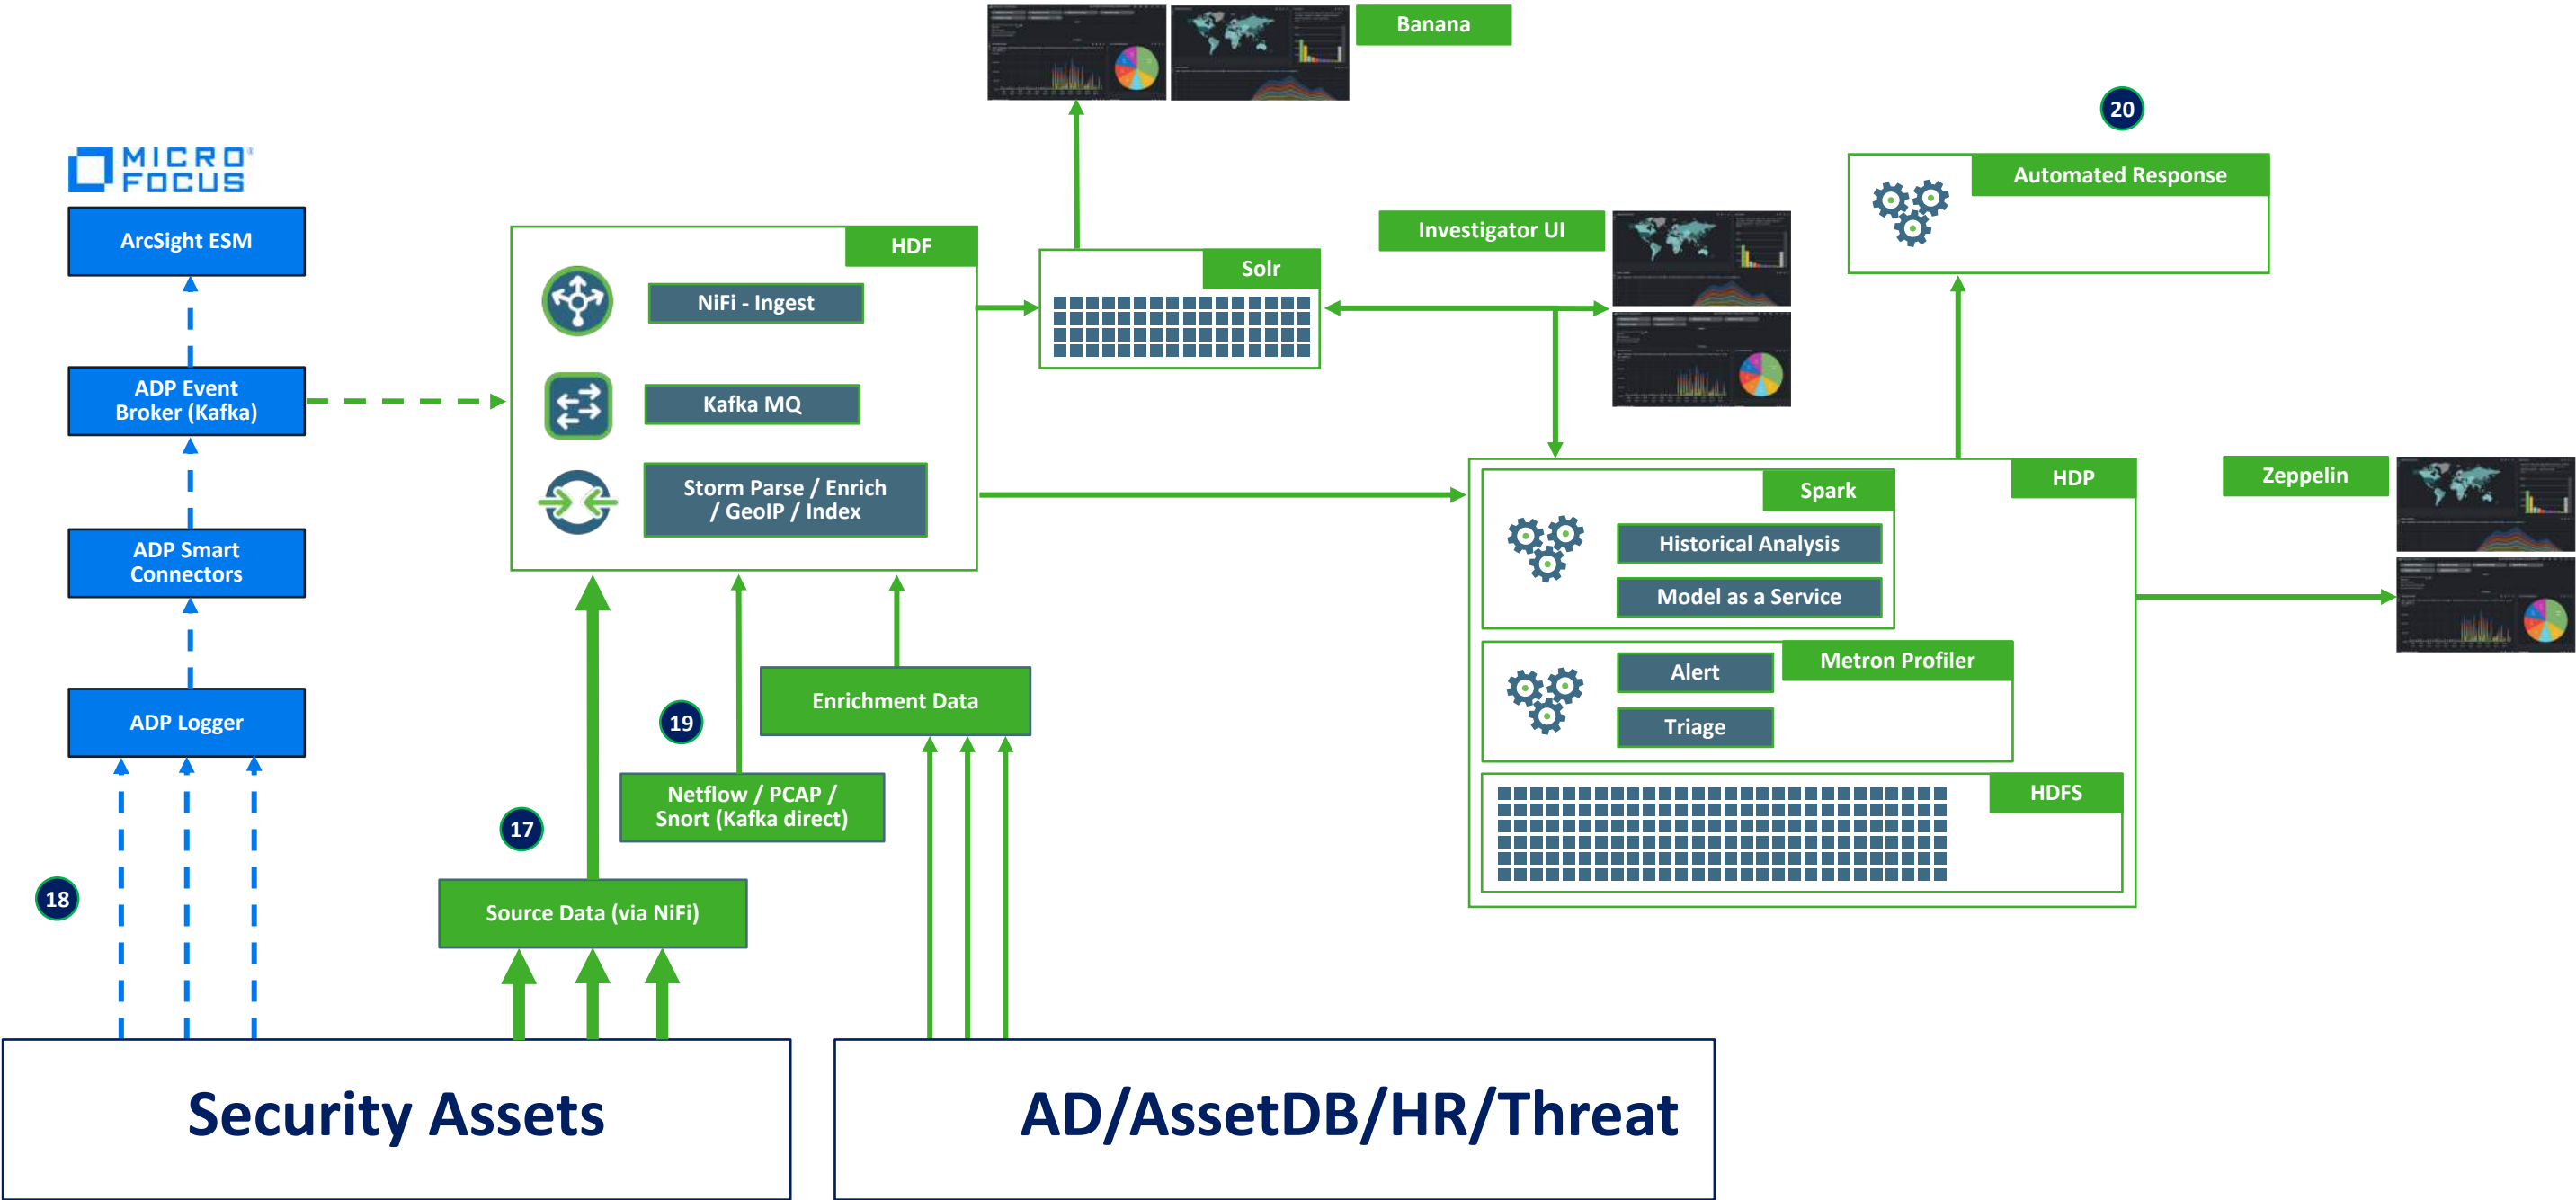 Banana
20
MICRO
FOCUS
Automated Response
ArcSight ESM
HDF
Investigator UI
Solr
NiFi - Ingest
ADP Event
Broker (Kafka)
Kafka MQ
Storm Parse / Enrich
/ GeoIP / Index
Spark
HDP
Zeppelin
Historical Analysis
Model as a Service
ADP Smart
Connectors
Metron Profiler
Alert
Triage
Enrichment Data
ADP Logger
19
Netflow / PCAP /
Snort (Kafka direct)
HDFS
17
18
Source Data (via NiFi)
Security Assets
AD/AssetDB/HR/Threat